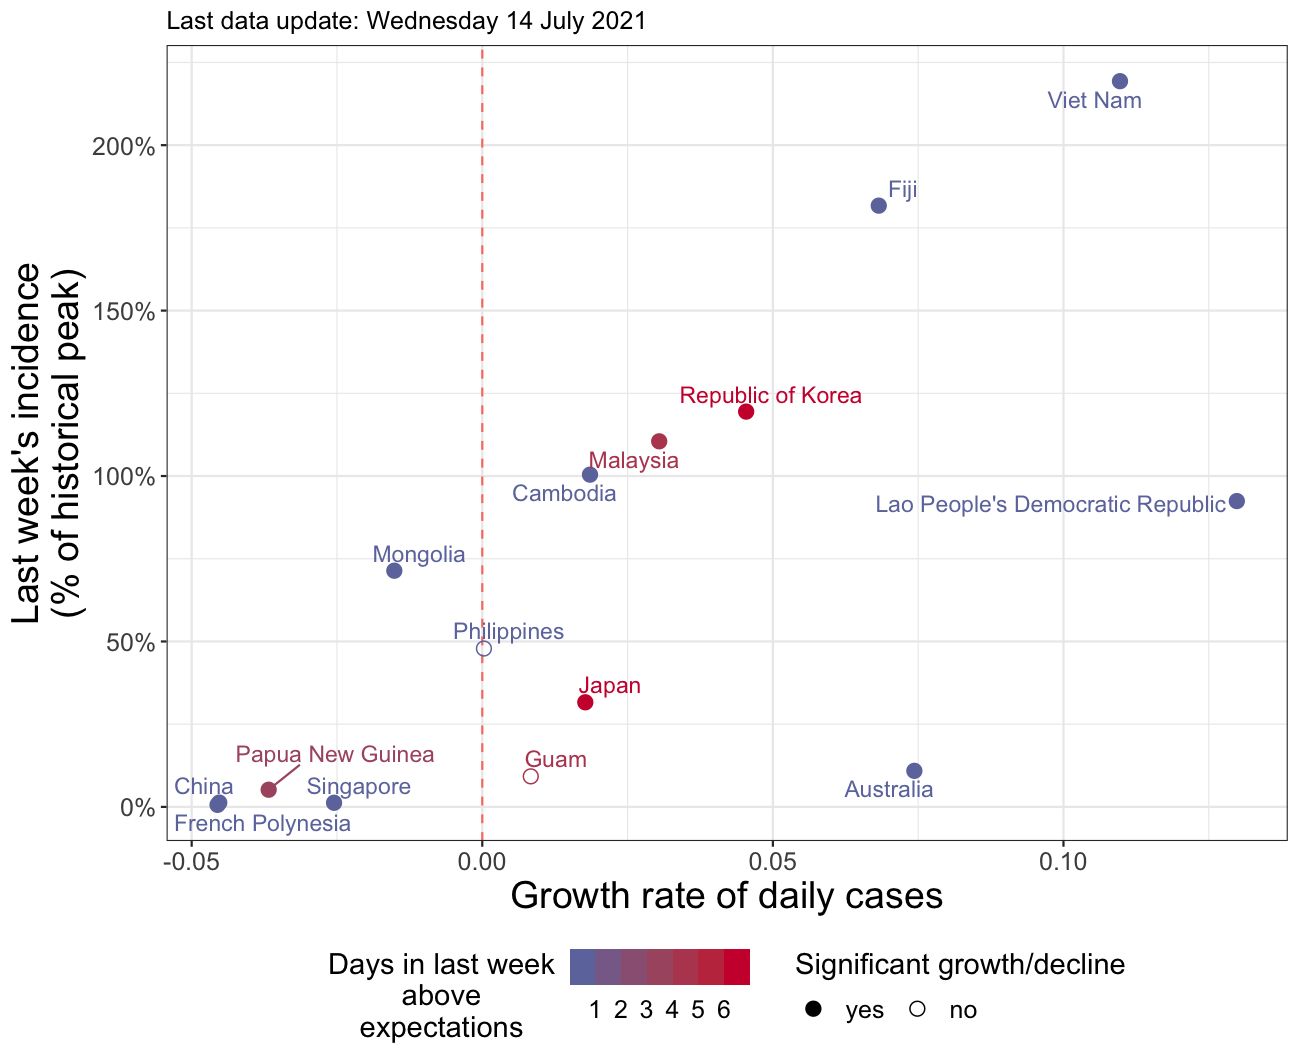 Last data update: Wednesday 14 July 2021
Last week's incidence
(% of historical peak)
200%
150%
100%
50%
0%
Viet Nam
Fiji
Republic of Korea
Malaysia
Cambodia
Lao People's Democratic Republic
Mongolia
Philippines
Japan
Papua New Guinea
Guam
China
Singapore
Australia
French Polynesia
-0.05 0.00 0.05 0.10
Growth rate of daily cases
Days in last week
above
expectations
1 2 3 4 5 6
Significant growth/decline
yes no